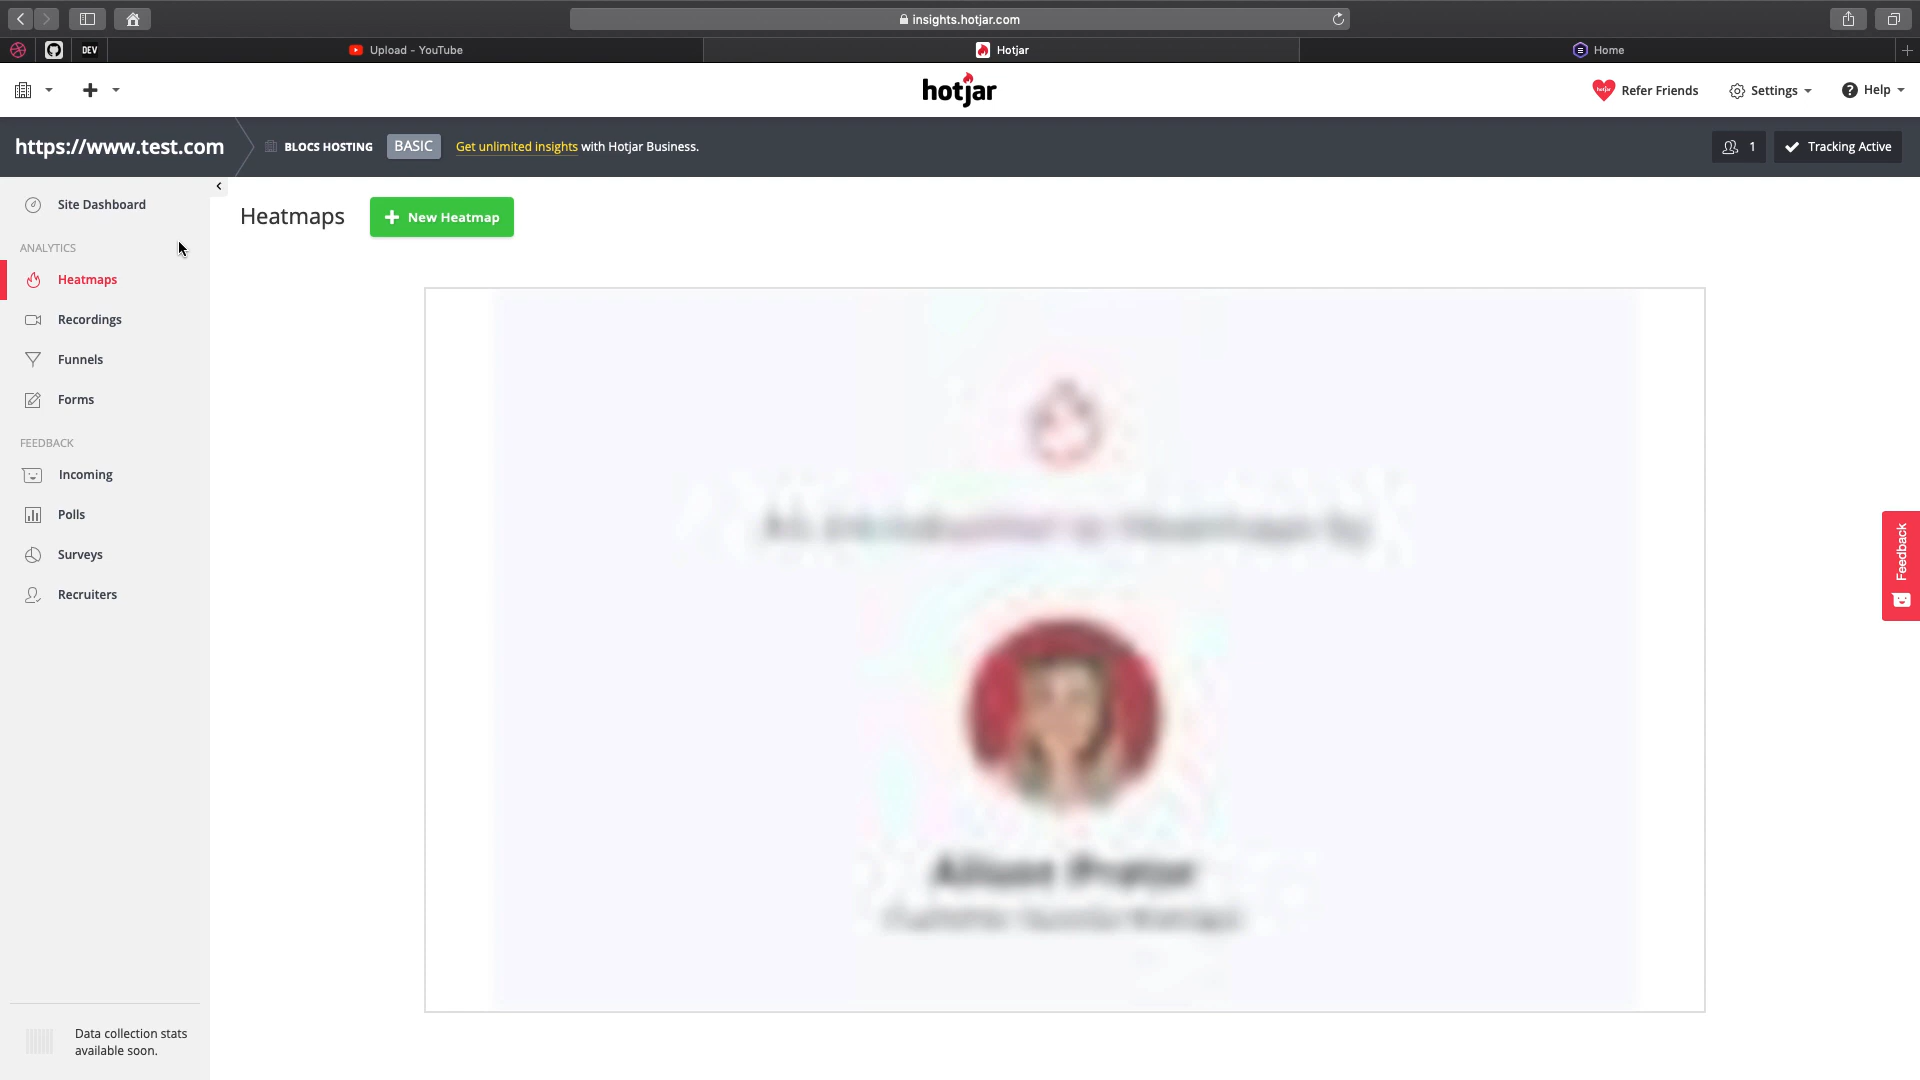 insights.hotjar.com
DEV
Upload - YouTube
Hotjar
Home
hotjar
Refer Friends
Settings
Help
https://www.test.com
BLOCS HOSTING
BASIC
Get unlimited insights with Hotjar Business.
1
Tracking Active
Site Dashboard
Heatmaps
New Heatmap
ANALYTICS
Heatmaps
Recordings
Funnels
Forms
FEEDBACK
Incoming
Polls
Surveys
Recruiters
Feedback
Data collection stats
available soon.